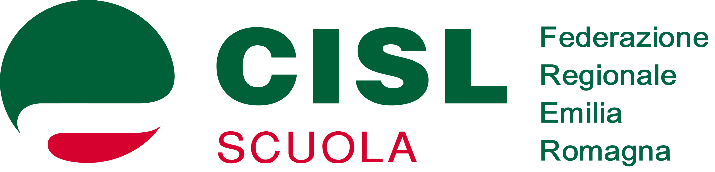 CISL
SCUOLA
Federazione
Regionale
Emilia
Romagna